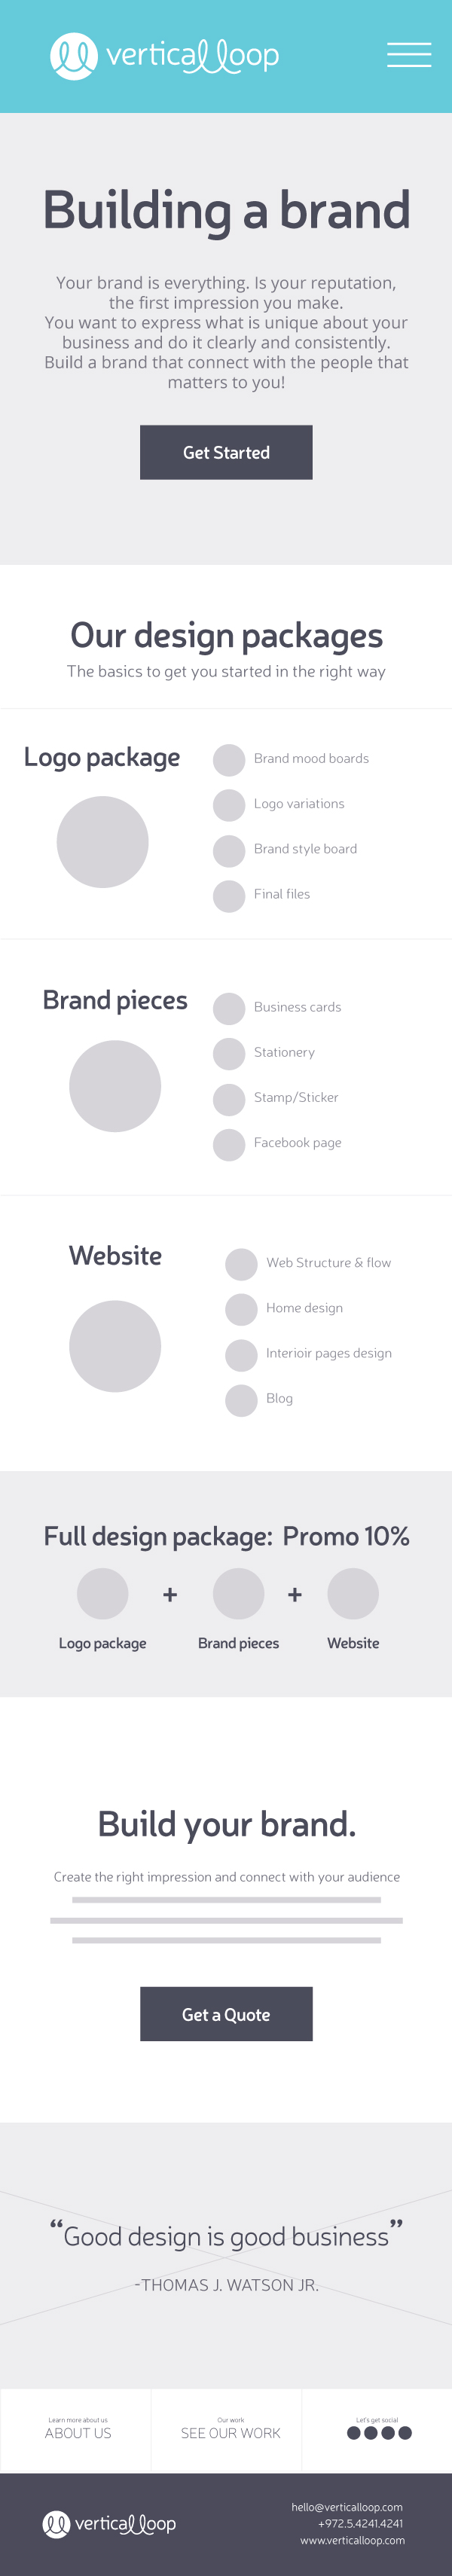 verticalloop
Building a brand
Your brand is everything. Is your reputation,
the first impression you make.
You want to express what is unique about your
business and do it clearly and consistently.
Build a brand that connect with the people that
matters to you!
Get Started
Our design packages
The basics to get you started in the right way
Logo package
Brand mood boards
Logo variations
Brand style board
Final files
Brand pieces
Business cards
Stationery
Stamp/Sticker
Facebook page
Website
Web Structure & flow
Home design
Interioir pages design
Blog
Full design package: Promo 10%
+ +
Logo package Brand pieces Website
Build your brand.
Create the right impression and connect with your audience
Get a Quote
“Good design is good business”
-THOMAS J. WATSON JR.
Learn more about us
ABOUT US
Our work
SEE OUR WORK
Let's get social
verticalloop
hello@verticalloop.com
+972.5.4241.4241
www.verticalloop.com